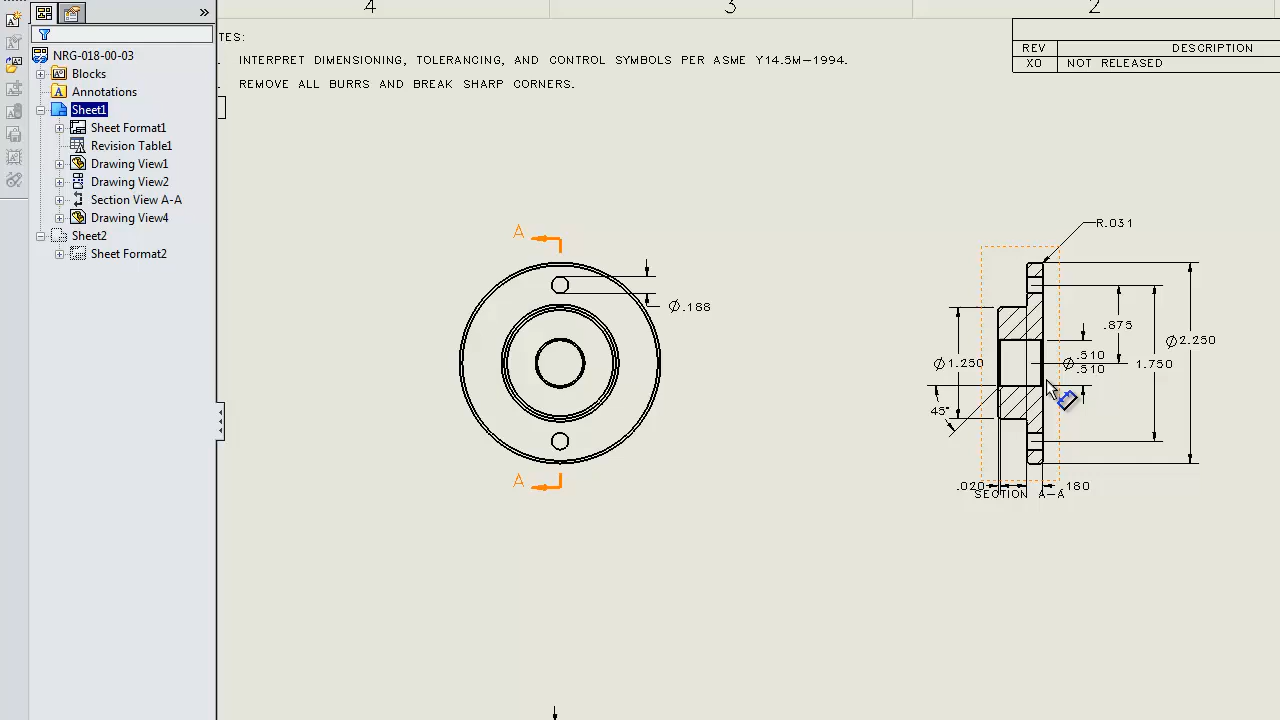 4 3 2
»
NRG-018-00-03
Blocks
Annotations
Sheet1
Sheet Format1
Revision Table1
Drawing View1
Drawing View2
Section View A-A
Drawing View4
Sheet2
Sheet Format2
TES:
. INTERPRET DIMENSIONING, TOLERANCING, AND CONTROL SYMBOLS PER ASME Y14.5M-1994.
. REMOVE ALL BURRS AND BREAK SHARP CORNERS.
REV DESCRIPTION
X0 NOT RELEASED
A
Ø.188
A
R.031
.875
Ø2.250
Ø1.250
Ø.510
.510
1.750
45°
.020 .180
SECTION A-A